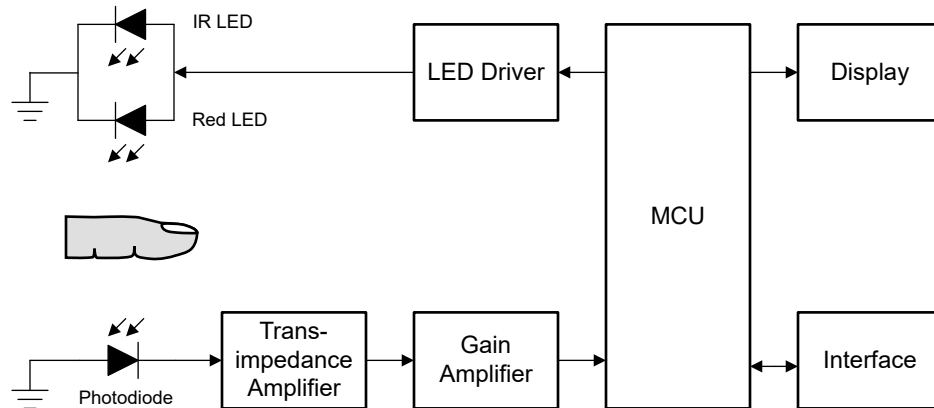 IR LED
Red LED
LED Driver
Display
MCU
Photodiode
Trans-
impedance
Amplifier
Gain
Amplifier
Interface